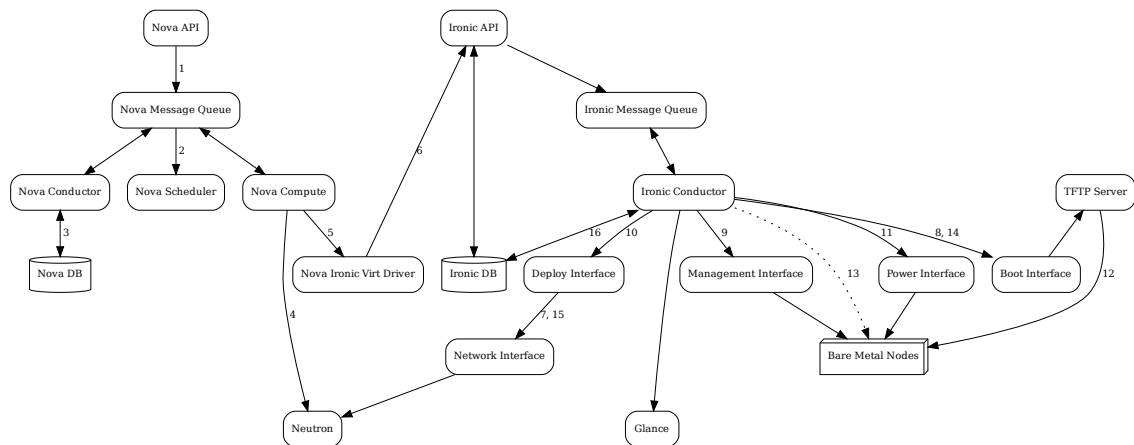 Nova API
Ironic API
1
Nova Message Queue
Ironic Message Queue
2
6
Nova Conductor
Nova Scheduler
Nova Compute
Ironic Conductor
TFTP Server
3
5
16
10
9
11
8, 14
Nova DB
Nova Ironic Virt Driver
Ironic DB
Deploy Interface
Management Interface
13
Power Interface
Boot Interface
12
4
7, 15
Network Interface
Bare Metal Nodes
Neutron
Glance